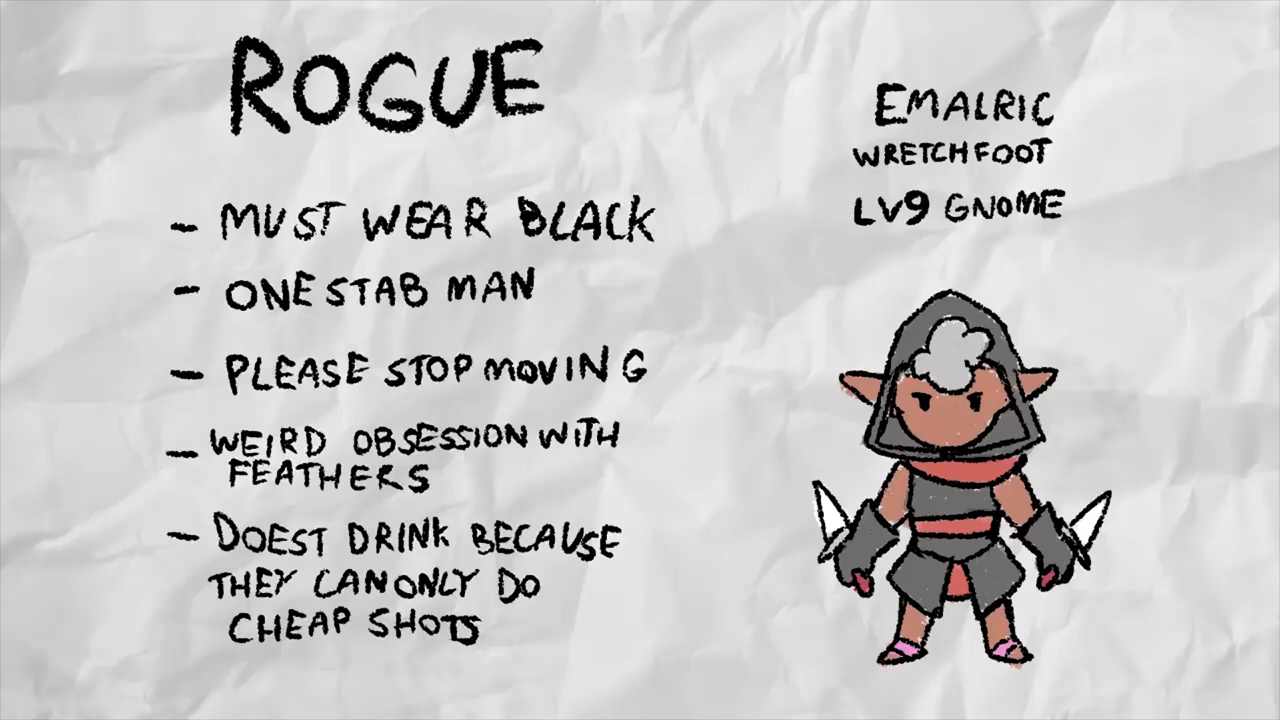 ROGUE
- MUST WEAR BLACK
- ONE STAB MAN
- PLEASE STOP MOVING
- WEIRD OBSESSION WITH
FEATHERS
- DOEST DRINK BECAUSE
THEY CAN ONLY DO
CHEAP SHOTS
EMALRIC
WRETCHFOOT
LV9 GNOME